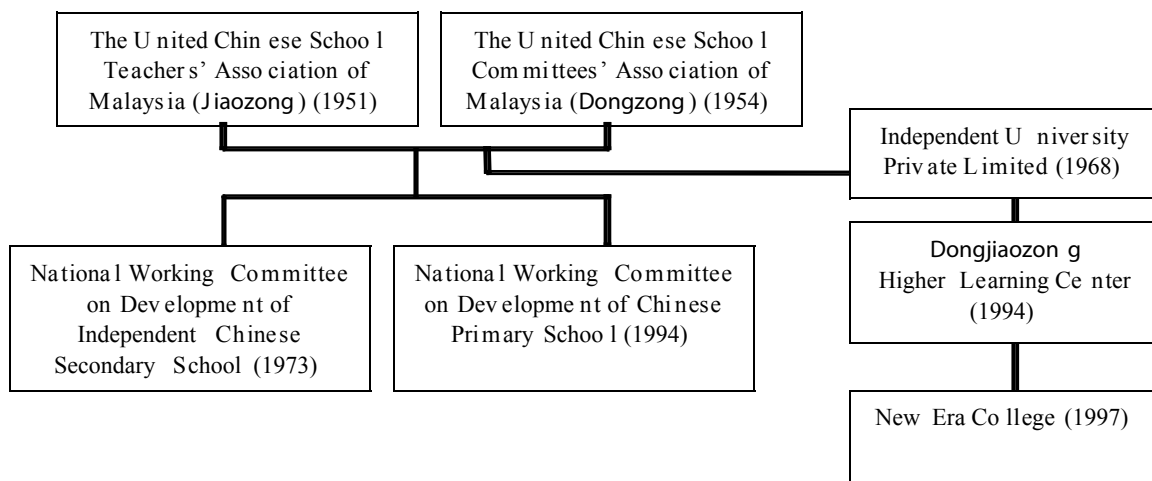 The United Chinese School
Teachers' Association of
Malaysia (Jiaozong) (1951)
The United Chinese School
Committees' Association of
Malaysia (Dongzong) (1954)
Independent University
Private Limited (1968)
Dongjiaozong
Higher Learning Center
(1994)
National Working Committee
on Development of
Independent Chinese
Secondary School (1973)
National Working Committee
on Development of Chinese
Primary School (1994)
New Era College (1997)